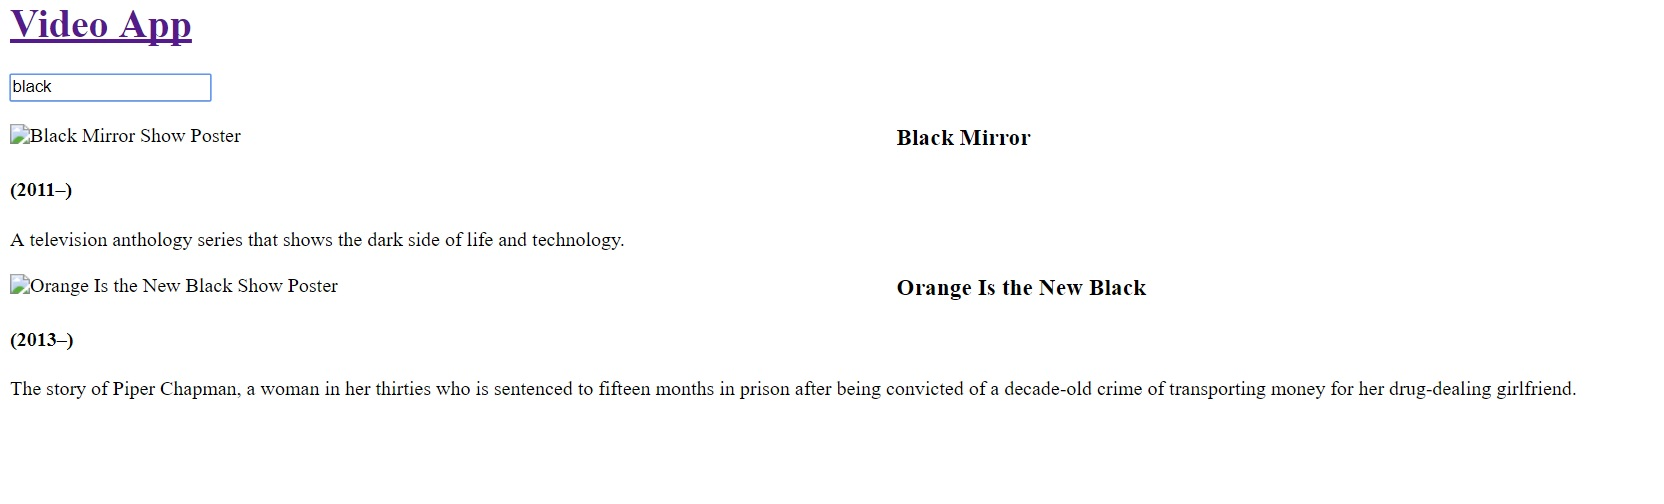 Video App
black
Black Mirror Show Poster
Black Mirror
(2011–)
A television anthology series that shows the dark side of life and technology.
Orange Is the New Black Show Poster
Orange Is the New Black
(2013–)
The story of Piper Chapman, a woman in her thirties who is sentenced to fifteen months in prison after being convicted of a decade-old crime of transporting money for her drug-dealing girlfriend.